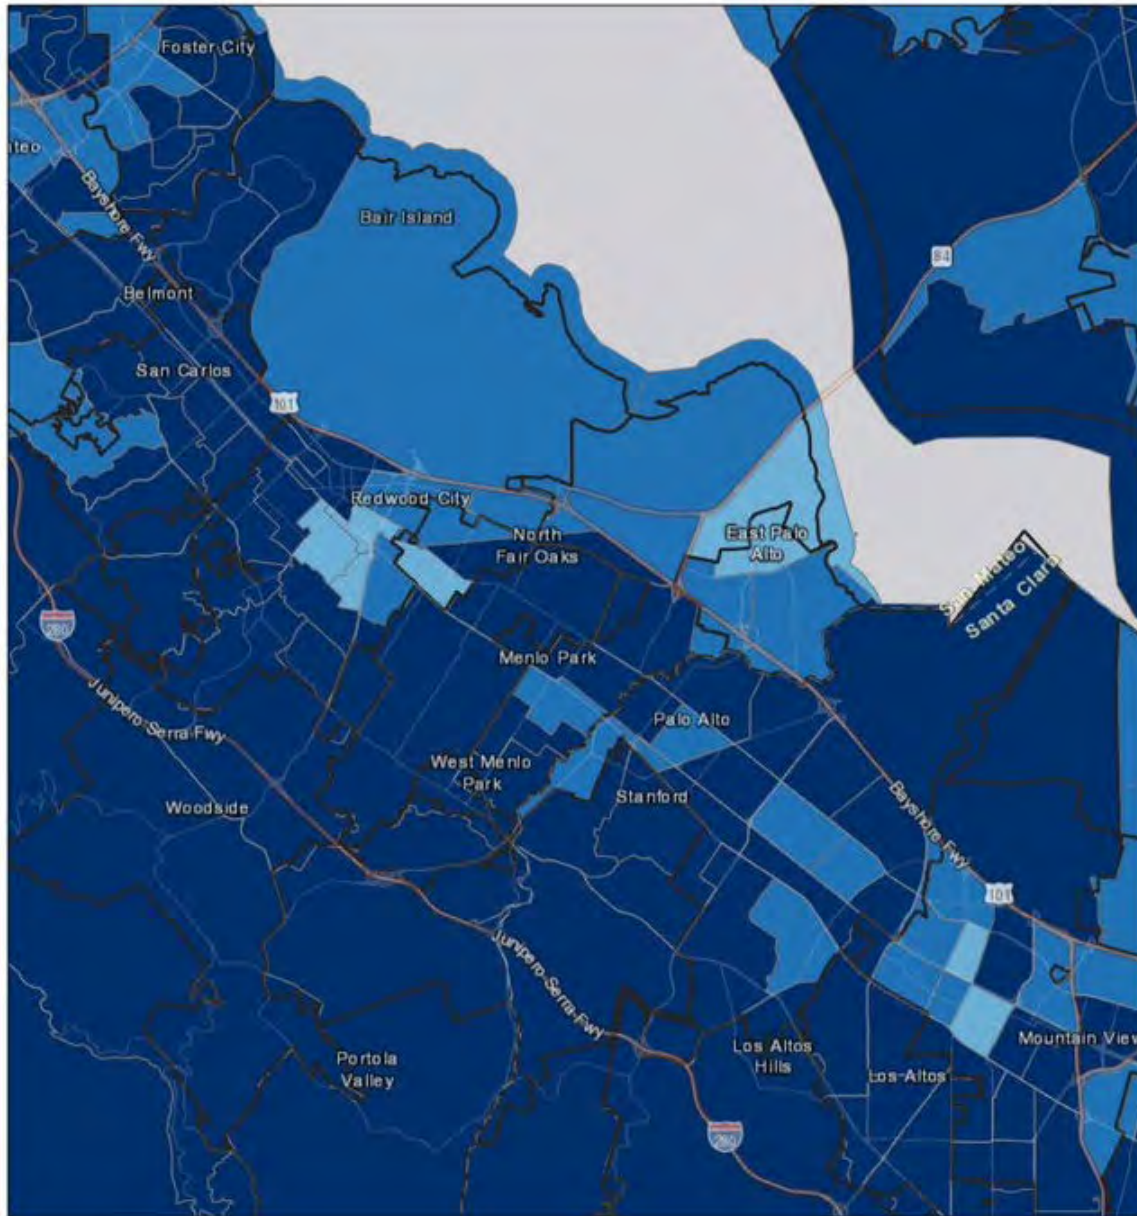 Foster City
ateo
Bayshore Fwy
Bair Island
84
Belmont
San Carlos
101
Redwood City
North
Fair Oaks
East Palo
Alto
San Mateo
Santa Clara
280
Menlo Park
Junipero Serra Fwy
Palo Alto
West Menlo
Park
Stanford
Woodside
Bayshore Fwy
101
Junipero Serra Fwy
Portola
Valley
Los Altos
Hills
Los Altos
Mountain View
280